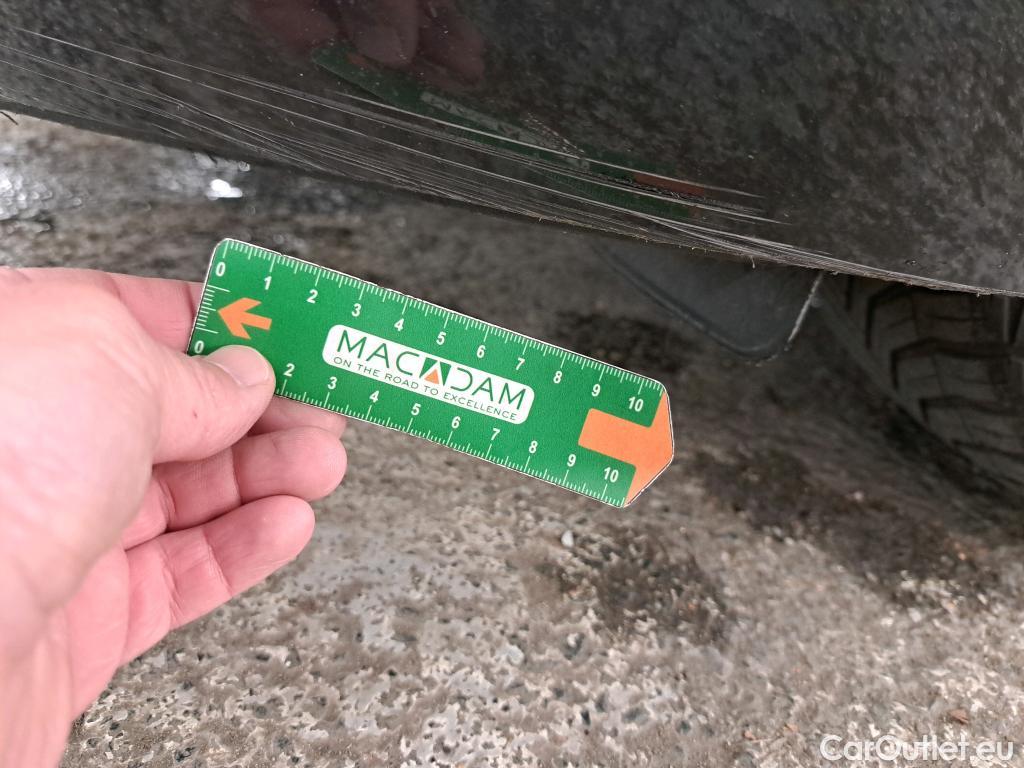 0 1 2 3 4 5 6 7 8 9 10
MACADAM
ON THE ROAD TO EXCELLENCE
0 2 3 4 5 6 7 8 9 10
CarOutlet.eu